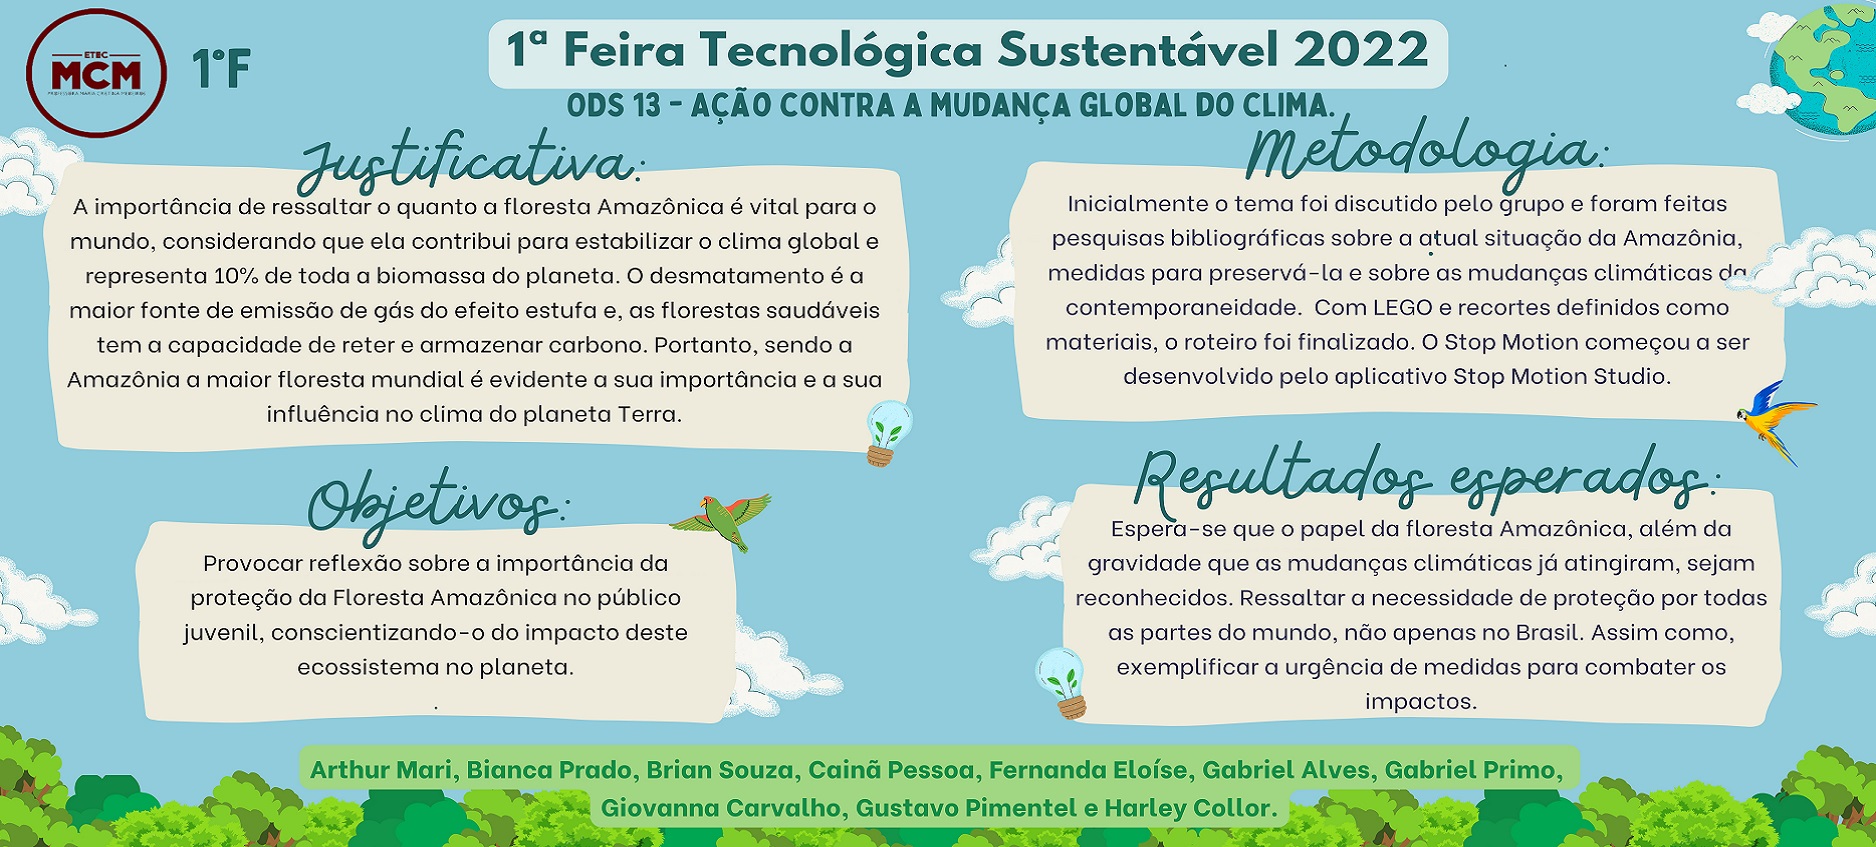 ETEC
MCM
1ºF
1ª Feira Tecnológica Sustentável 2022
ODS 13 - AÇÃO CONTRA A MUDANÇA GLOBAL DO CLIMA.
Justificativa:
A importância de ressaltar o quanto a floresta Amazônica é vital para o
mundo, considerando que ela contribui para estabilizar o clima global e
representa 10% de toda a biomassa do planeta. O desmatamento é a
maior fonte de emissão de gás do efeito estufa e, as florestas saudáveis
tem a capacidade de reter e armazenar carbono. Portanto, sendo a
Amazônia a maior floresta mundial é evidente a sua importância e a sua
influência no clima do planeta Terra.
Objetivos:
Provocar reflexão sobre a importância da
proteção da Floresta Amazônica no público
juvenil, conscientizando-o do impacto deste
ecossistema no planeta.
.
Metodologia:
Inicialmente o tema foi discutido pelo grupo e foram feitas
pesquisas bibliográficas sobre a atual situação da Amazônia,
medidas para preservá-la e sobre as mudanças climáticas da
contemporaneidade. Com LEGO e recortes definidos como
materiais, o roteiro foi finalizado. O Stop Motion começou a ser
desenvolvido pelo aplicativo Stop Motion Studio.
Resultados esperados:
Espera-se que o papel da floresta Amazônica, além da
gravidade que as mudanças climáticas já atingiram, sejam
reconhecidos. Ressaltar a necessidade de proteção por todas
as partes do mundo, não apenas no Brasil. Assim como,
exemplificar a urgência de medidas para combater os
impactos.
Arthur Mari, Bianca Prado, Brian Souza, Cainã Pessoa, Fernanda Eloíse, Gabriel Alves, Gabriel Primo,
Giovanna Carvalho, Gustavo Pimentel e Harley Collor.